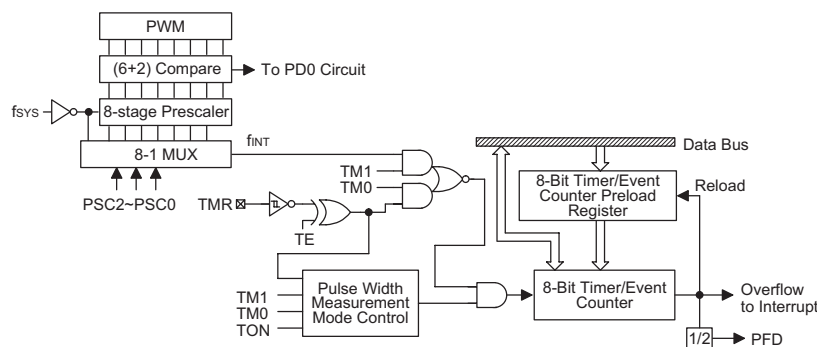 PWM
(6+2) Compare
To PD0 Circuit
fSYS
8-stage Prescaler
8-1 MUX
fINT
PSC2~PSC0
TMR
TE
TM1
TM0
Data Bus
8-Bit Timer/Event
Counter Preload
Register
Reload
TM1
TM0
TON
Pulse Width
Measurement
Mode Control
8-Bit Timer/Event
Counter
Overflow
to Interrupt
1/2
PFD